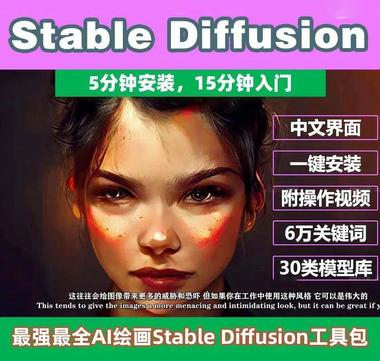 Stable Diffusion
5分钟安装，15分钟入门
中文界面
一键安装
附操作视频
6万关键词
30类模型库
这往往会给图像带来更多的威胁和恐吓 但如果你在工作中使用这种风格 它可以是伟大的
This tends to give the images a more menacing and intimidating look, but it can be great if y
最强最全AI绘画Stable Diffusion工具包